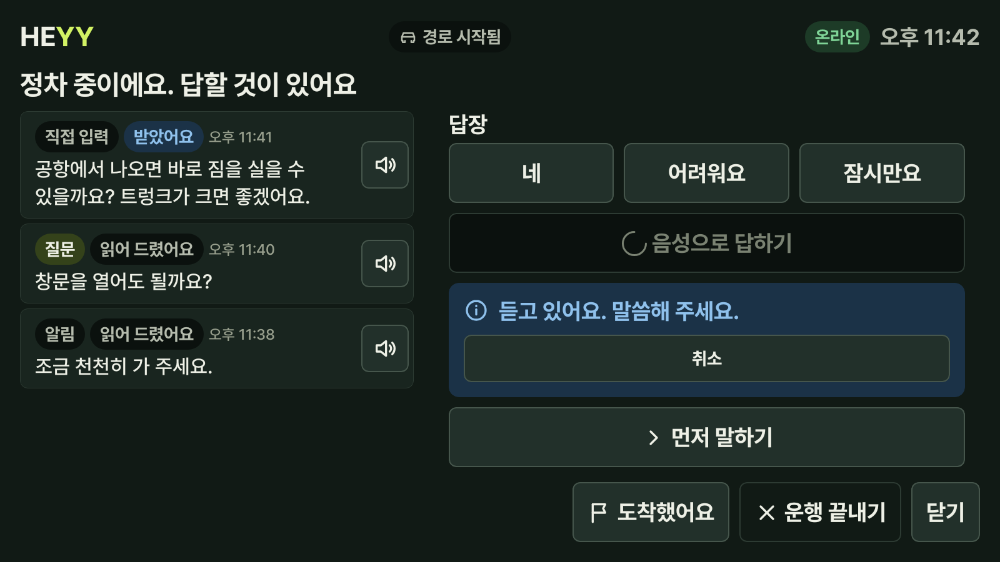 HEYY
경로 시작됨
온라인 오후 11:42
정차 중이에요. 답할 것이 있어요
직접 입력 받았어요 오후 11:41
공항에서 나오면 바로 짐을 실을 수
있을까요? 트렁크가 크면 좋겠어요.
질문 읽어 드렸어요 오후 11:40
창문을 열어도 될까요?
알림 읽어 드렸어요 오후 11:38
조금 천천히 가 주세요.
답장
네 어려워요 잠시만요
음성으로 답하기
듣고 있어요. 말씀해 주세요.
취소
먼저 말하기
도착했어요 운행 끝내기 닫기